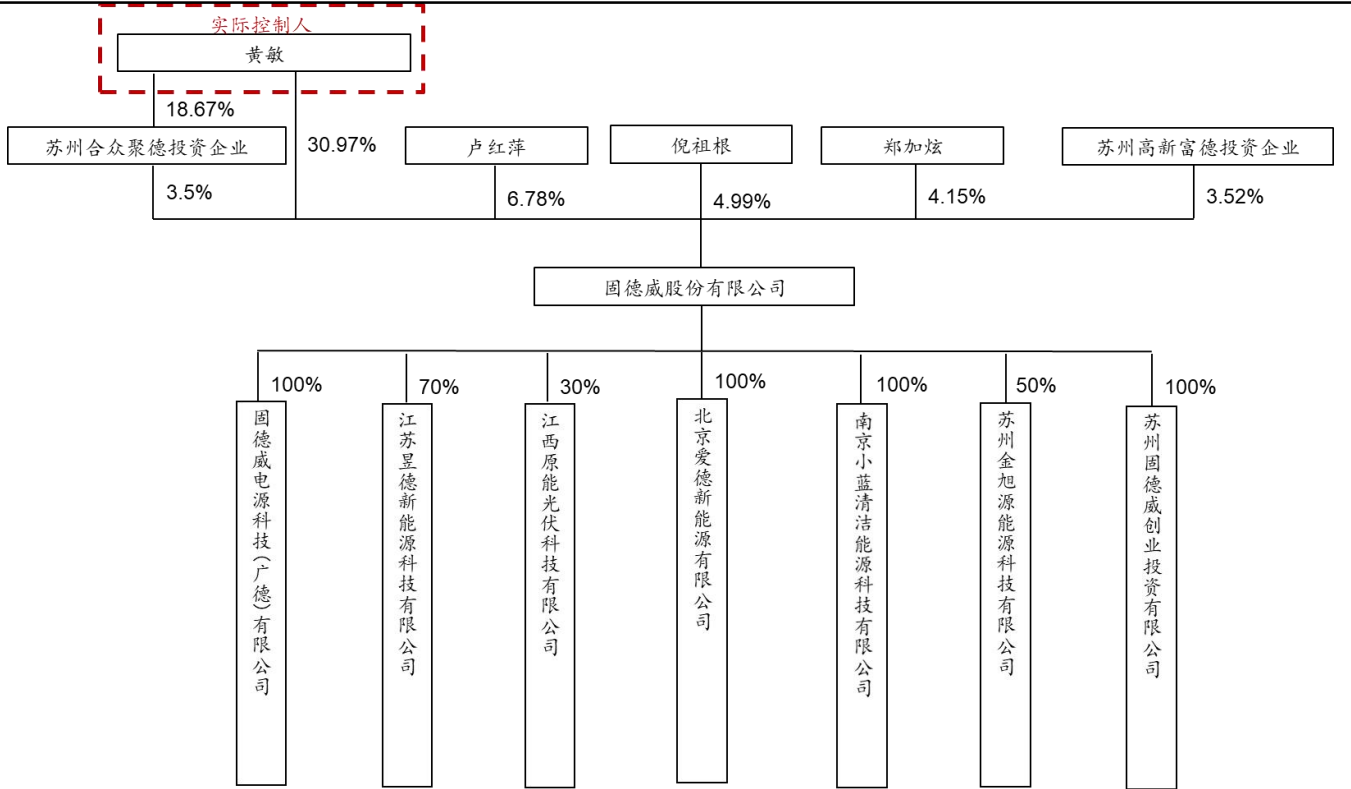 实际控制人
黄敏
18.67%
苏州合众聚德投资企业
30.97%
卢红萍
倪祖根
郑加炫
苏州高新富德投资企业
3.5%
6.78%
4.99%
4.15%
3.52%
固德威股份有限公司
100%
70%
30%
100%
100%
50%
100%
固德威电源科技(广德)有限公司
江苏昱德新能源科技有限公司
江西原能光伏科技有限公司
北京爱德新能源有限公司
南京小蓝清洁能源科技有限公司
苏州金旭源能源科技有限公司
苏州固德威创业投资有限公司